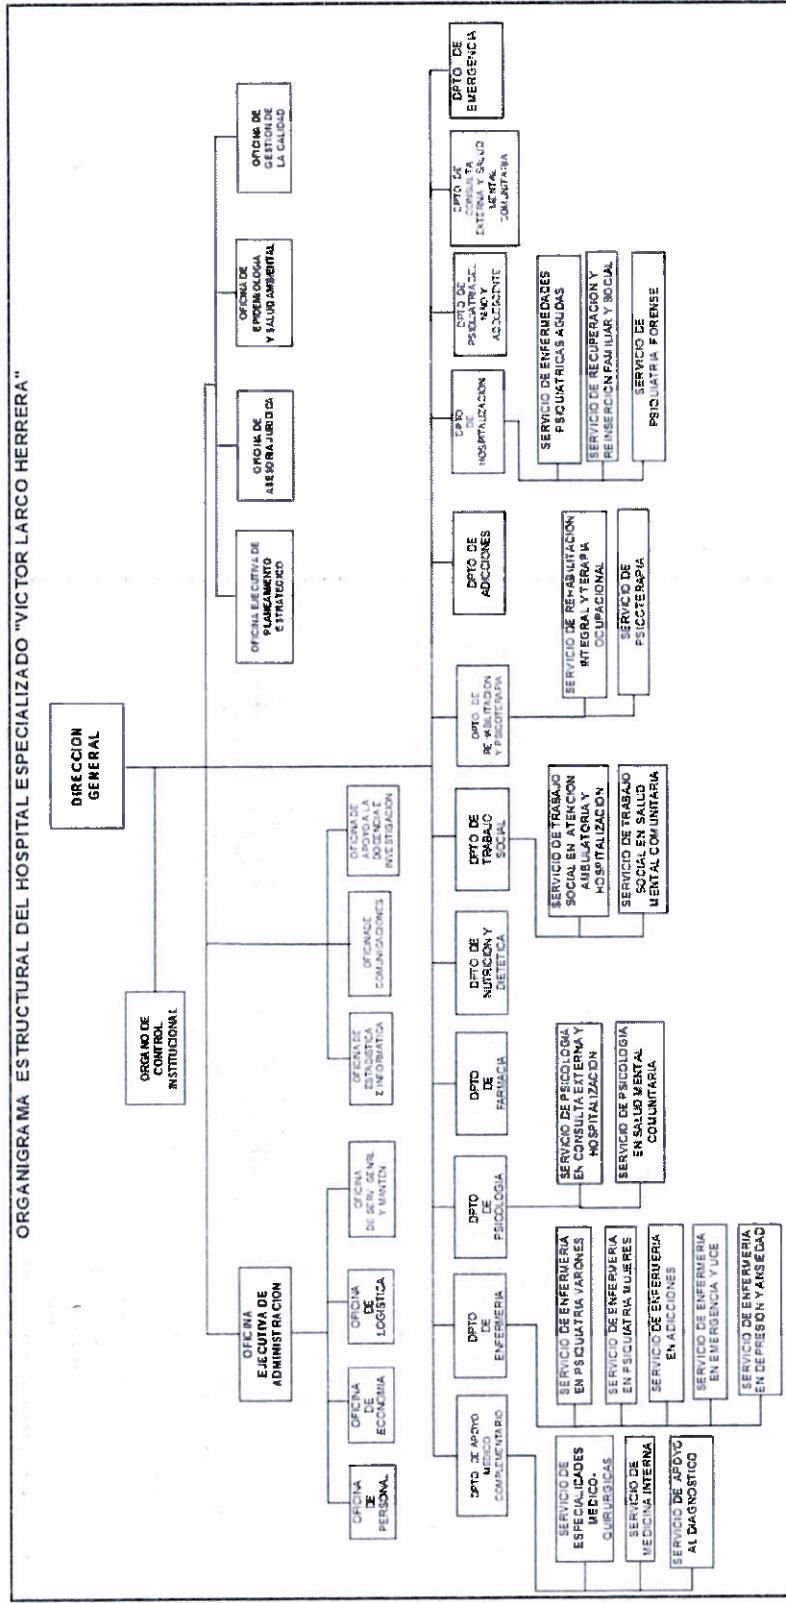 ORGANIGRAMA ESTRUCTURAL DEL HOSPITAL ESPECIALIZADO "VICTOR LARCO HERRERA"
DIRECCION
GENERAL
ORGANO DE
CONTROL
INSTITUCIONAL
OFICINA
EJECUTIVA DE
ADMINISTRACION
OFICINA EJECUTIVA DE
PLANEAMIENTO
ESTRATEGICO
OFICINA DE
ASESORIA JURIDICA
OFICINA DE
EPIDEMIOLOGIA
Y SALUD AMBIENTAL
OFICINA DE
GESTION DE
LA CALIDAD
OFICINA
DE
PERSONAL
OFICINA
DE
ECONOMIA
OFICINA
DE
LOGISTICA
OFICINA
DE SERV. GENRL
Y MANTEN.
OFICINA DE
ESTADISTICA
E INFORMATICA
OFICINA DE
COMUNICACIONES
OFICINA DE
APOYO A LA
DOCENCIA E
INVESTIGACION
DPTO DE APOYO
MEDICO
COMPLEMENTARIO
DPTO
DE
ENFERMERIA
DPTO
DE
PSICOLOGIA
DPTO
DE
FARMACIA
DPTO DE
NUTRICION Y
DIETETICA
DPTO DE
TRABAJO
SOCIAL
DPTO DE
REHABILITACION
Y PSICOTERAPIA
DPTO DE
ADICCIONES
DPTO
DE
HOSPITALIZACION
DPTO DE
PSIQUIATRIA DEL
NIÑO Y
ADOLESCENTE
DPTO DE
CONSULTA
EXTERNA Y SALUD
MENTAL
COMUNITARIA
DPTO DE
EMERGENCIA
SERVICIO DE
ESPECIALIDADES
MEDICO-
QUIRURGICAS
SERVICIO DE
MEDICINA INTERNA
SERVICIO DE APOYO
AL DIAGNOSTICO
SERVICIO DE ENFERMERIA
EN PSIQUIATRIA VARONES
SERVICIO DE ENFERMERIA
EN PSIQUIATRIA MUJERES
SERVICIO DE ENFERMERIA
EN ADICCIONES
SERVICIO DE ENFERMERIA
EN EMERGENCIA Y UCE
SERVICIO DE ENFERMERIA
EN DEPRESION Y ANSIEDAD
SERVICIO DE PSICOLOGIA
EN CONSULTA EXTERNA Y
HOSPITALIZACION
SERVICIO DE PSICOLOGIA
EN SALUD MENTAL
COMUNITARIA
SERVICIO DE TRABAJO
SOCIAL EN ATENCION
AMBULATORIA Y
HOSPITALIZACION
SERVICIO DE TRABAJO
SOCIAL EN SALUD
MENTAL COMUNITARIA
SERVICIO DE REHABILITACION
INTEGRAL Y TERAPIA
OCUPACIONAL
SERVICIO DE
PSICOTERAPIA
SERVICIO DE ENFERMEDADES
PSIQUIATRICAS AGUDAS
SERVICIO DE RECUPERACION Y
REINSERCION FAMILIAR Y SOCIAL
SERVICIO DE
PSIQUIATRIA FORENSE